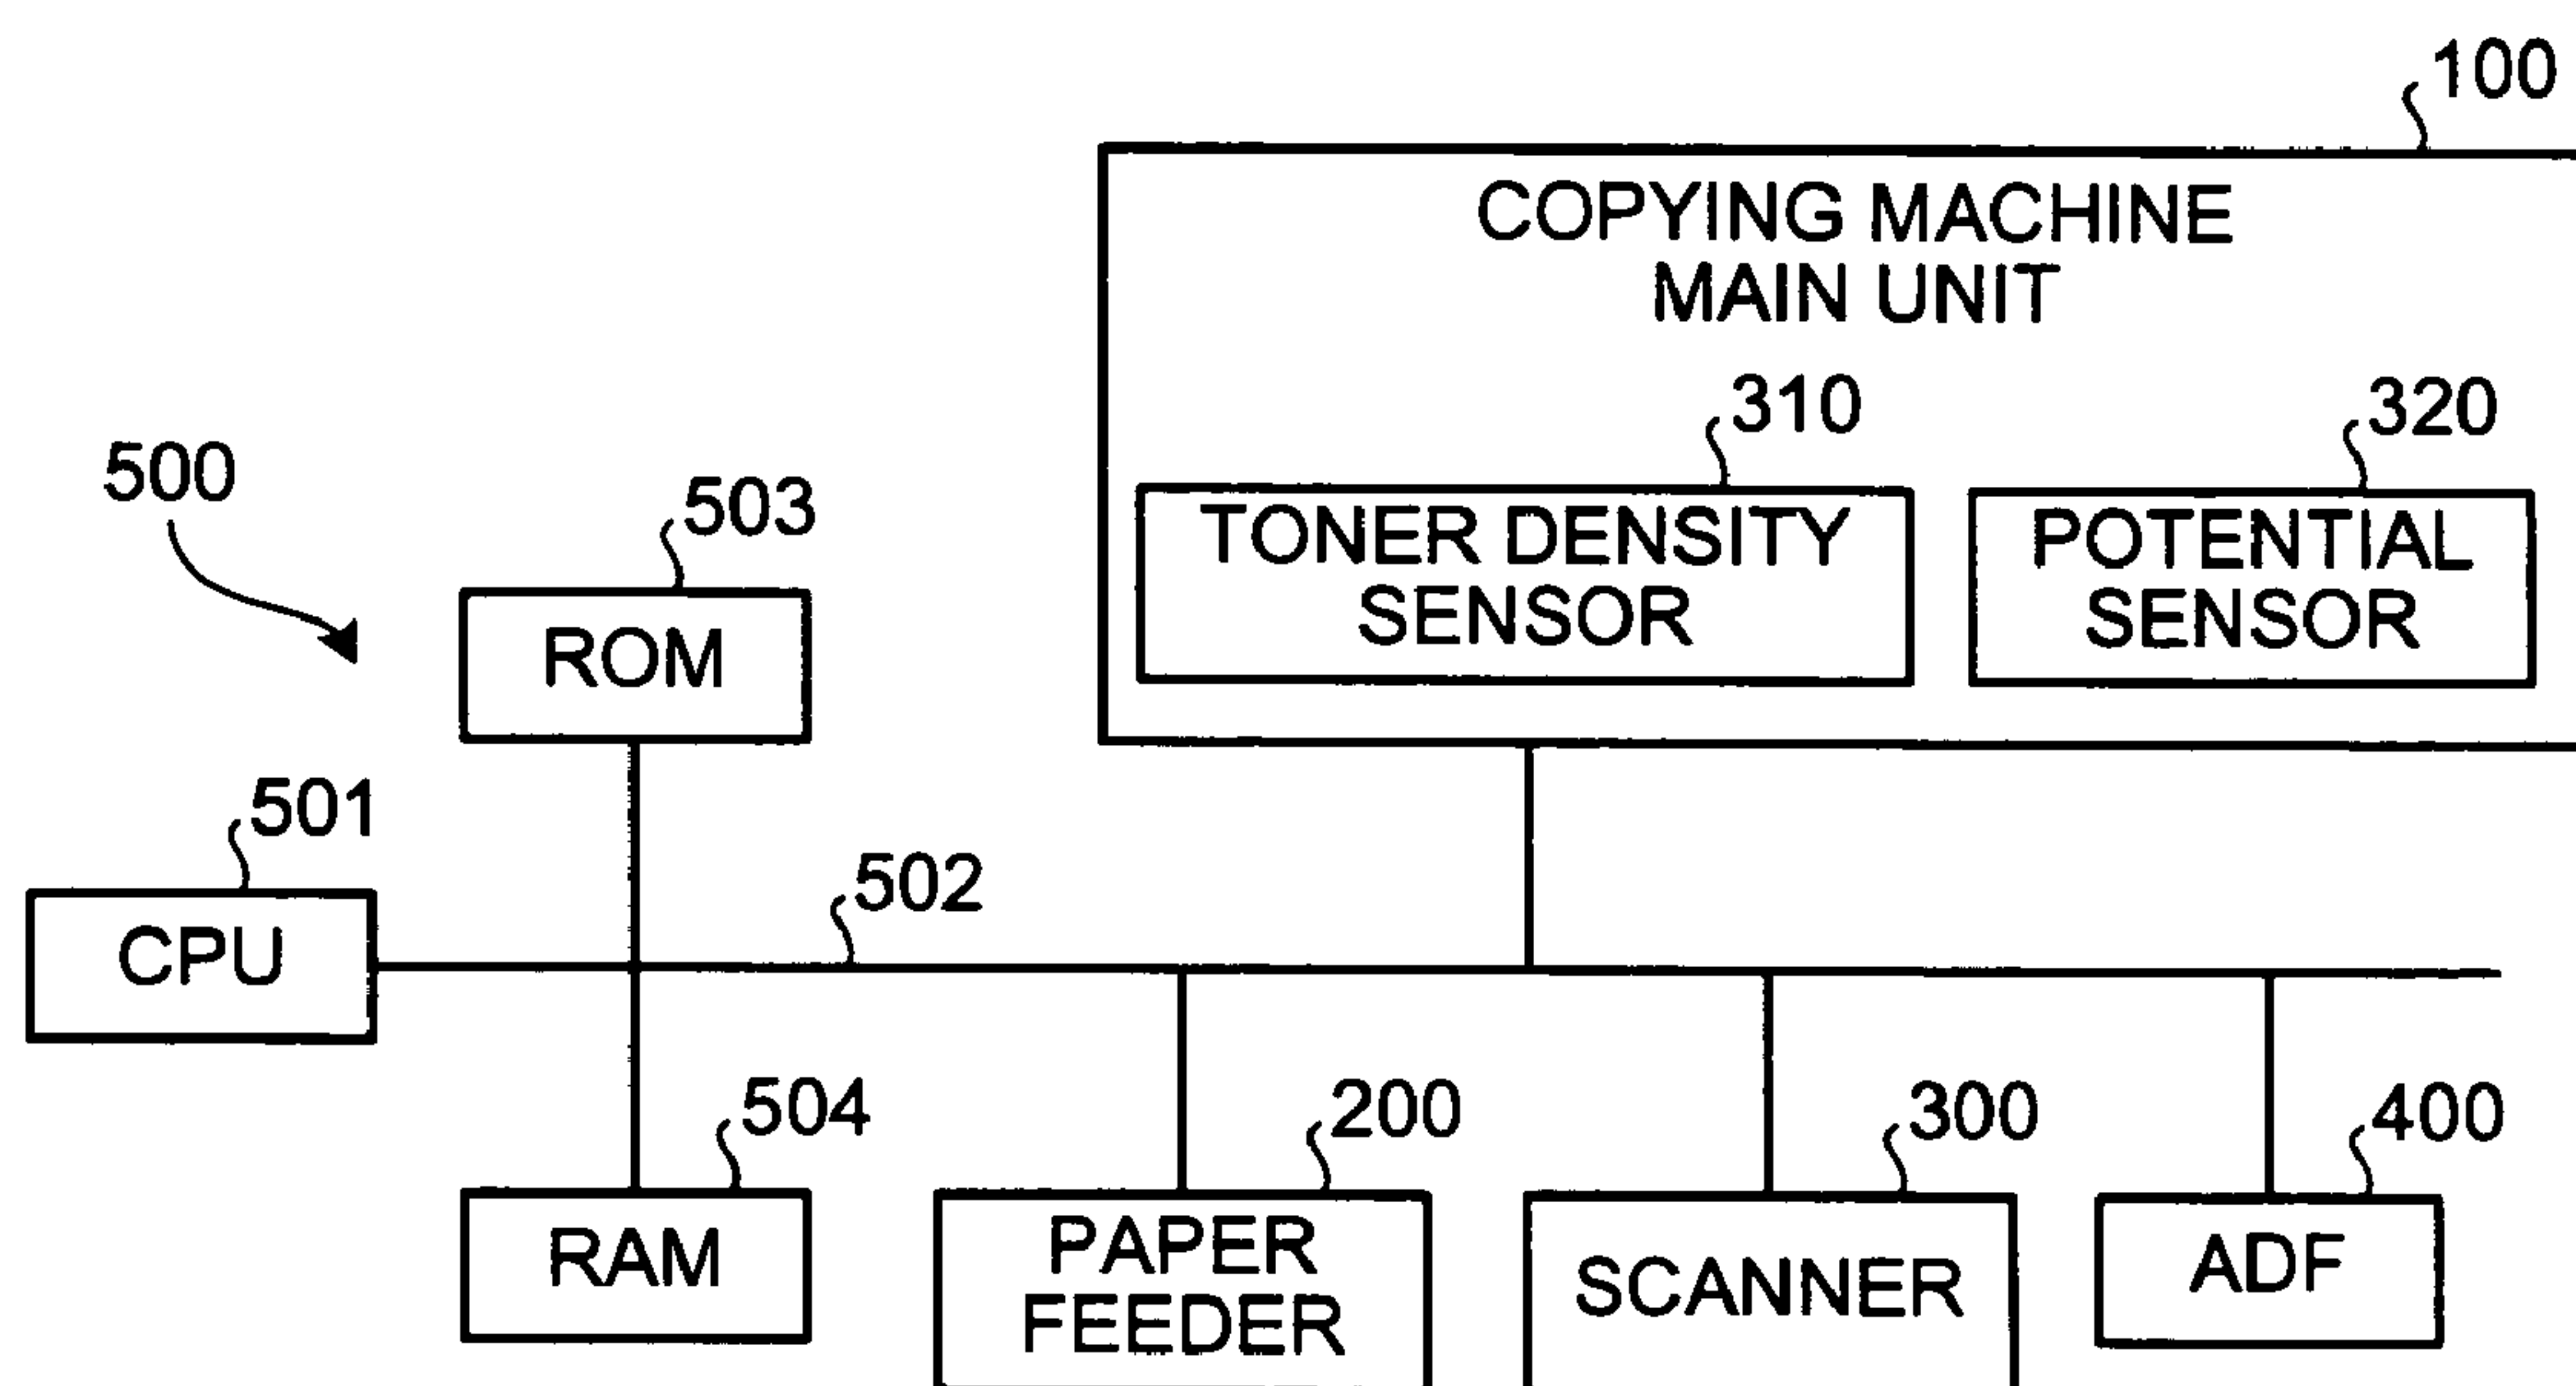 100
COPYING MACHINE
MAIN UNIT
310
320
500
503
TONER DENSITY
SENSOR
POTENTIAL
SENSOR
ROM
501
502
CPU
504
200
300
400
RAM
PAPER
FEEDER
SCANNER
ADF